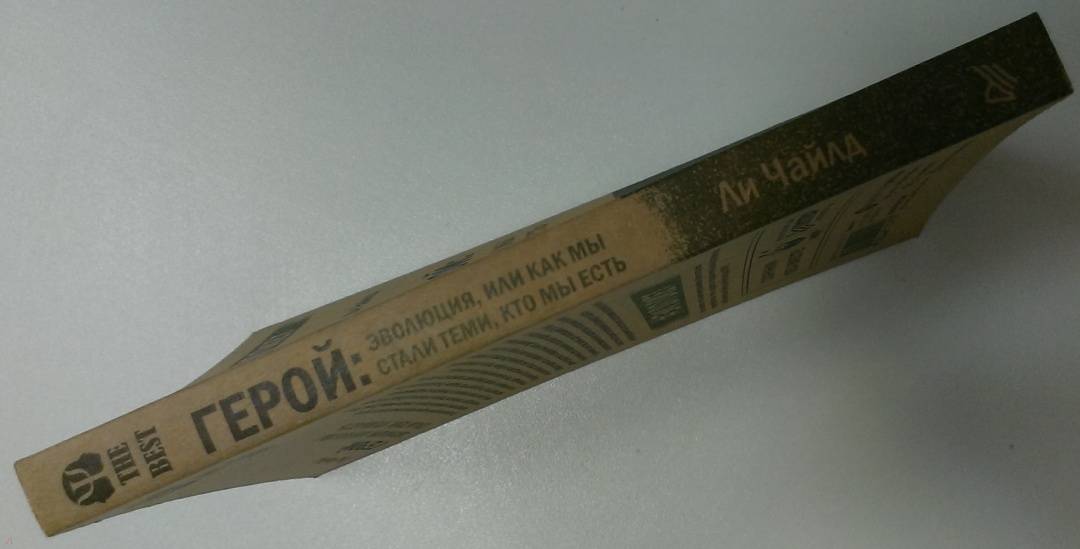 THE
BEST
ГЕРОЙ:
ЭВОЛЮЦИЯ, ИЛИ КАК МЫ
СТАЛИ ТЕМИ, КТО МЫ ЕСТЬ
Ли Чайлд